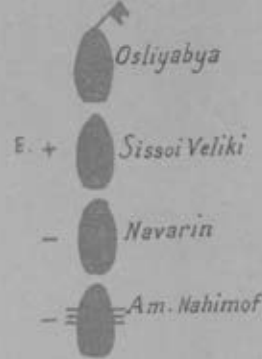 Osliyabya
E. + Sissoi Veliki
– Navarin
– Am. Nahimof